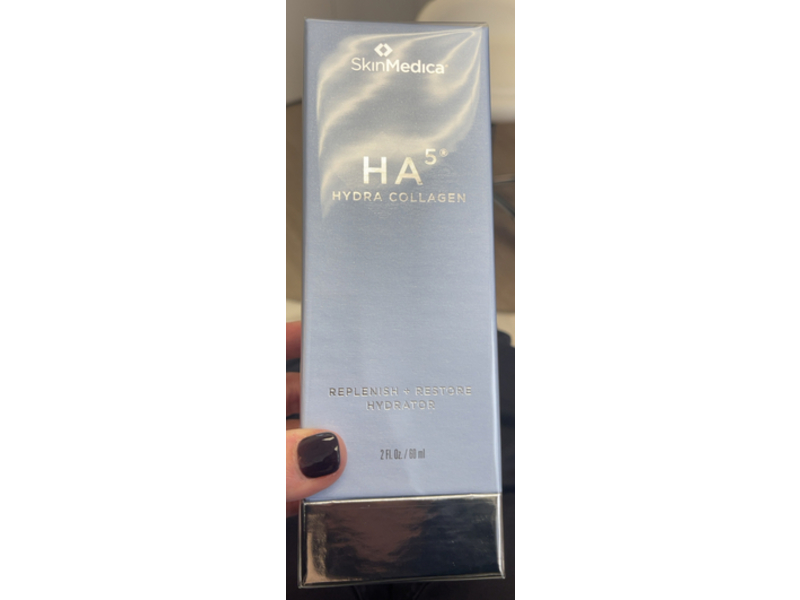 SkinMedica
HA5®
HYDRA COLLAGEN
REPLENISH + RESTORE
HYDRATOR
2 Fl. Oz. / 60 ml